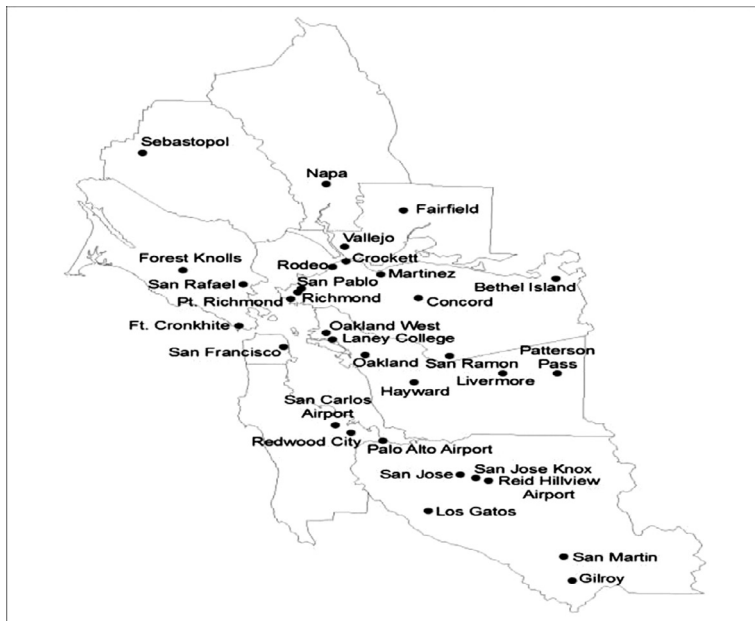 Sebastopol
Napa
Fairfield
Vallejo
Forest Knolls
Crockett
Rodeo
Martinez
San Rafael
San Pablo
Bethel Island
Pt. Richmond
Richmond
Concord
Ft. Cronkhite
Oakland West
Laney College
San Francisco
Oakland
San Ramon
Patterson
Pass
Livermore
Hayward
San Carlos
Airport
Redwood City
Palo Alto Airport
San Jose
San Jose Knox
Reid Hillview
Airport
Los Gatos
San Martin
Gilroy